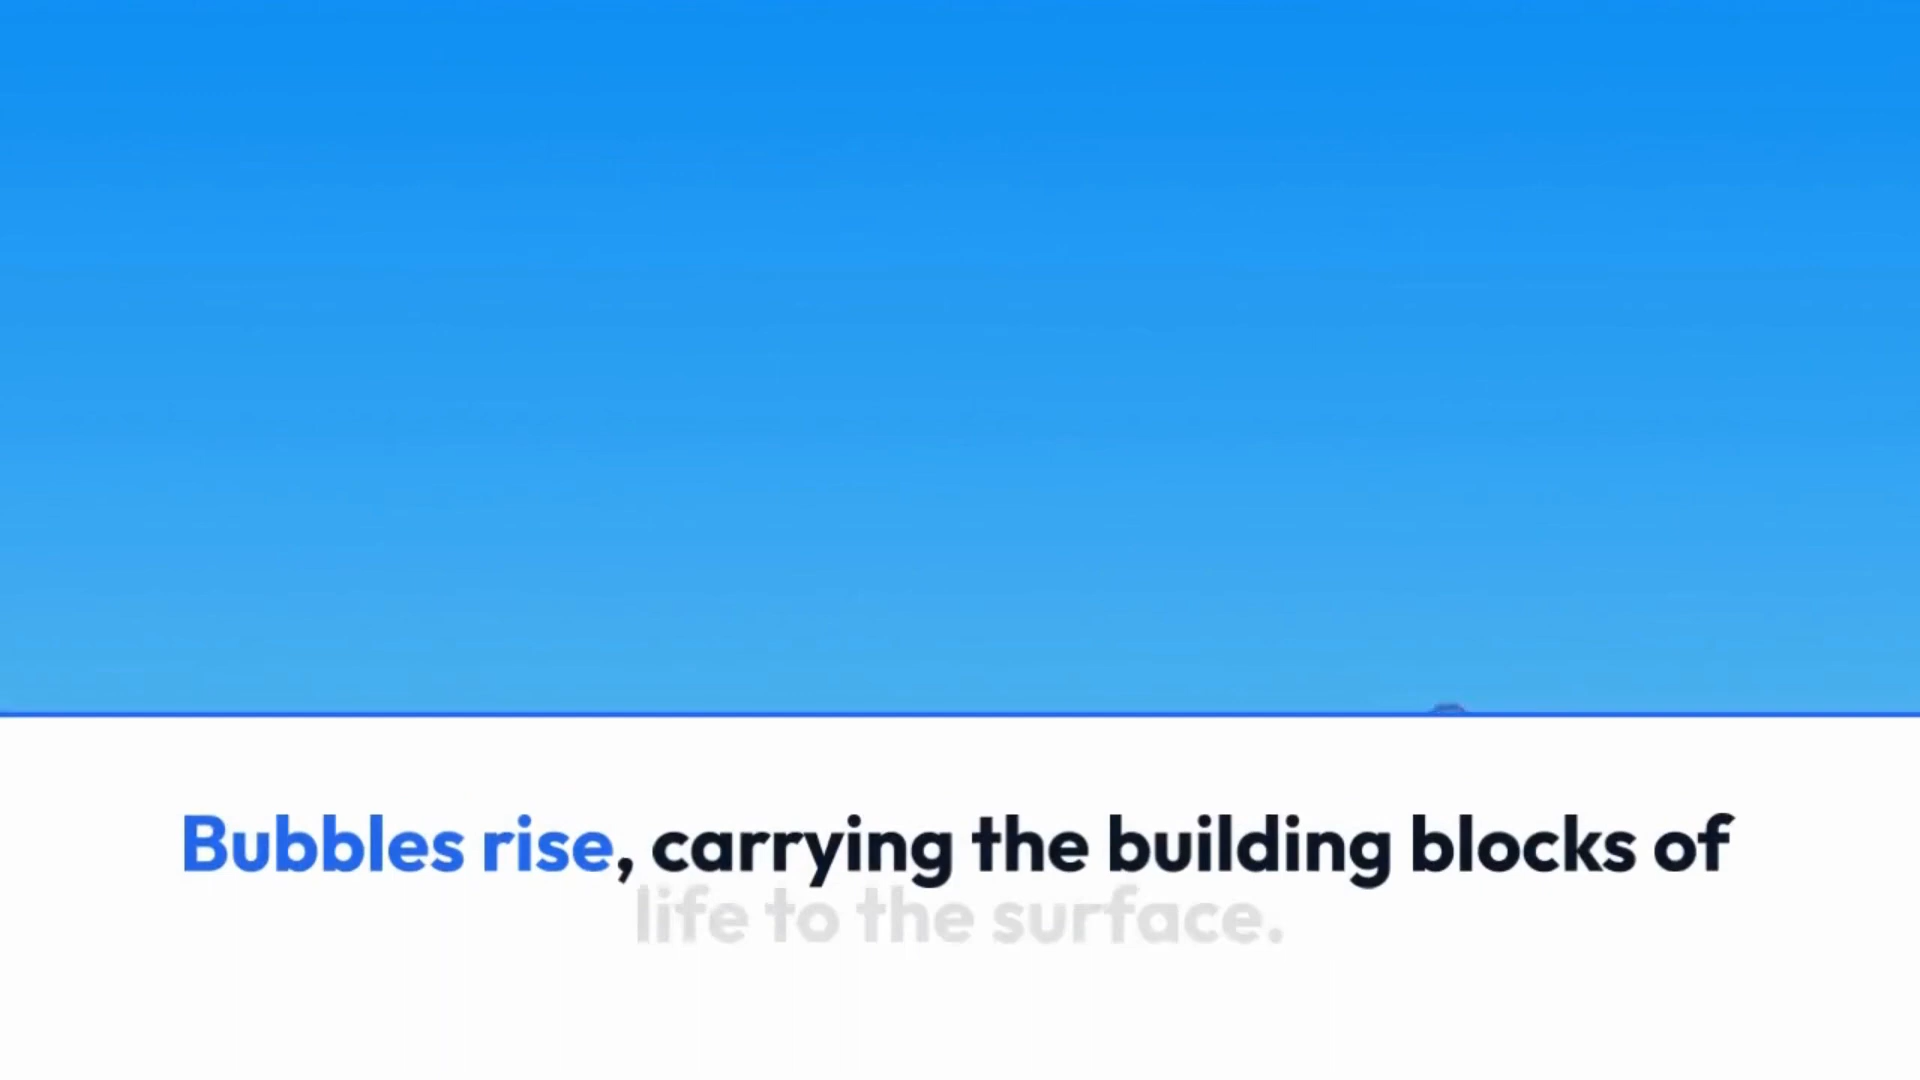 Bubbles rise, carrying the building blocks of
life to the surface.